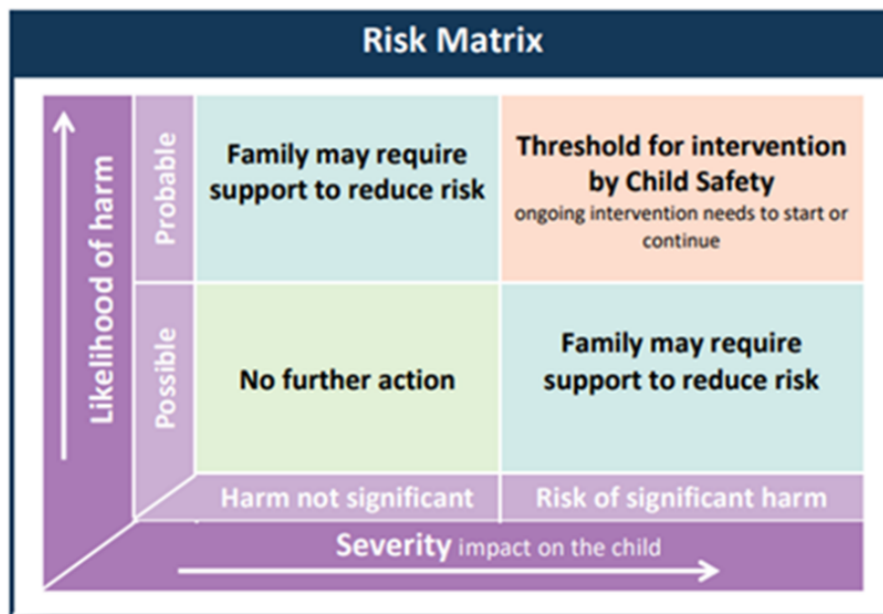 Risk Matrix
Likelihood of harm
Probable
Family may require
support to reduce risk
Threshold for intervention
by Child Safety
ongoing intervention needs to start or
continue
Possible
No further action
Family may require
support to reduce risk
Harm not significant
Risk of significant harm
Severity impact on the child